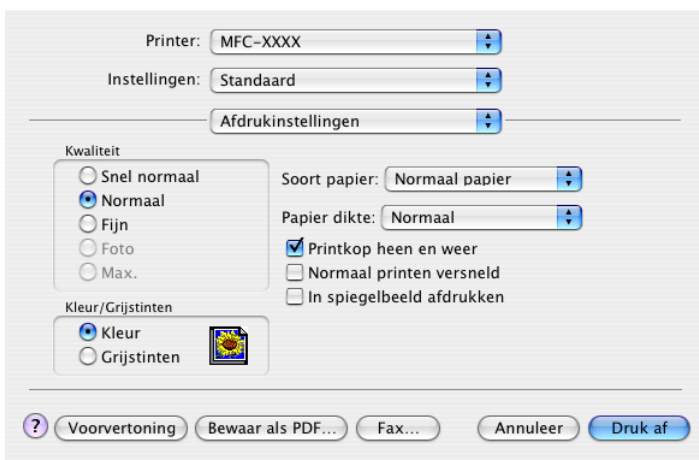 Printer: MFC-XXXX
Instellingen: Standaard
Afdrukinstellingen
Kwaliteit
Snel normaal
Normaal
Fijn
Foto
Max.
Soort papier: Normaal papier
Papier dikte: Normaal
Printkop heen en weer
Normaal printen versneld
In spiegelbeeld afdrukken
Kleur/Grijstinten
Kleur
Grijstinten
? Voorvertoning Bewaar als PDF... Fax... Annuleer Druk af